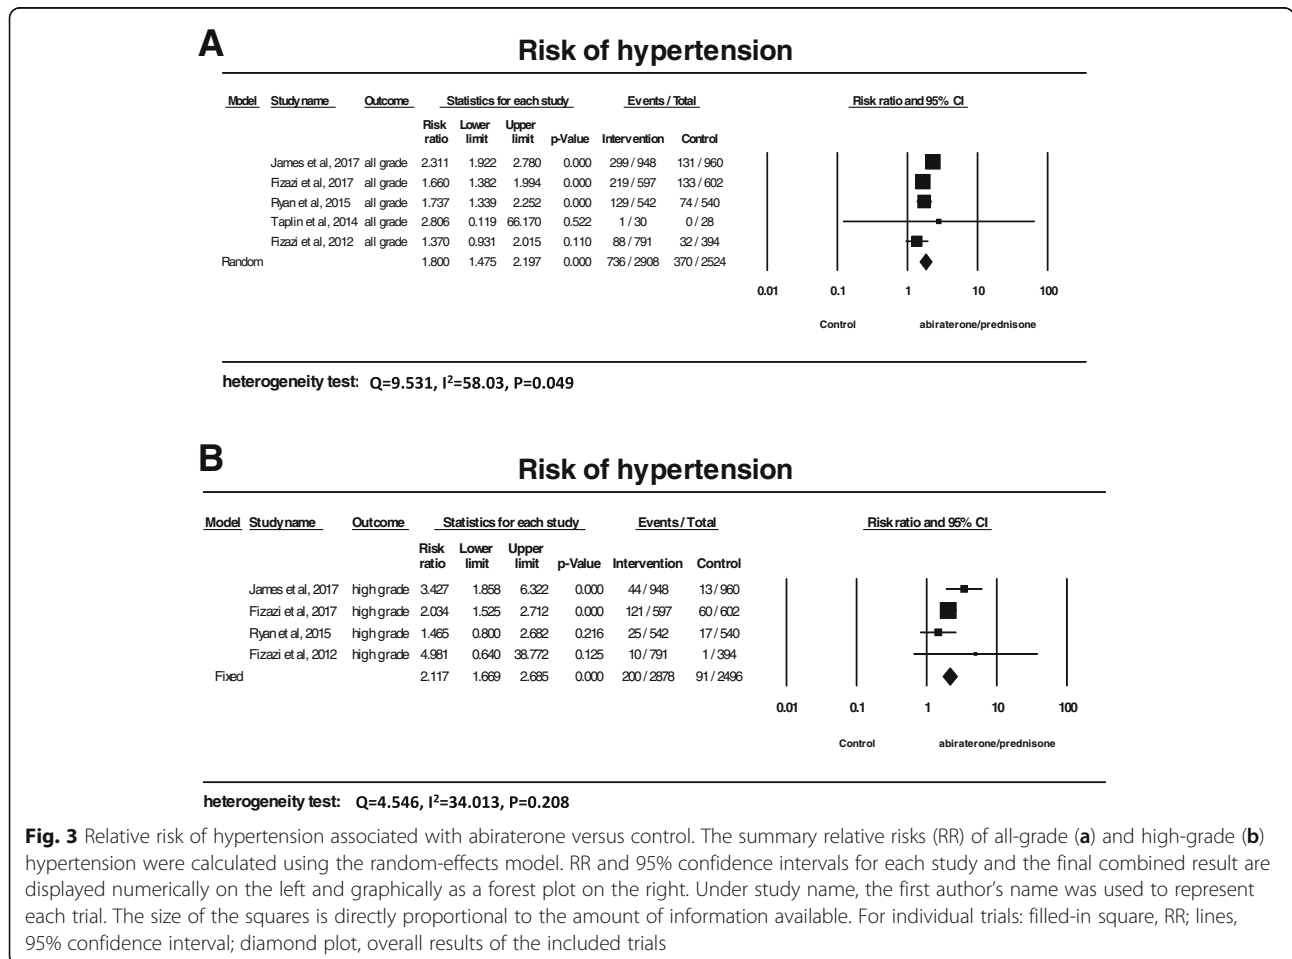 A
Risk of hypertension
Model Study name Outcome Statistics for each study Events / Total Risk ratio and 95% CI
Risk ratio Lower limit Upper limit p-Value Intervention Control
James et al, 2017 all grade 2.311 1.922 2.780 0.000 299 / 948 131 / 960
Fizazi et al, 2017 all grade 1.660 1.382 1.994 0.000 219 / 597 133 / 602
Ryan et al, 2015 all grade 1.737 1.339 2.252 0.000 129 / 542 74 / 540
Taplin et al, 2014 all grade 2.806 0.119 66.170 0.522 1 / 30 0 / 28
Fizazi et al, 2012 all grade 1.370 0.931 2.015 0.110 88 / 791 32 / 394
Random 1.800 1.475 2.197 0.000 736 / 2908 370 / 2524
0.01 0.1 1 10 100
Control abiraterone/prednisone
heterogeneity test: Q=9.531, I²=58.03, P=0.049
B
Risk of hypertension
Model Study name Outcome Statistics for each study Events / Total Risk ratio and 95% CI
Risk ratio Lower limit Upper limit p-Value Intervention Control
James et al, 2017 high grade 3.427 1.858 6.322 0.000 44 / 948 13 / 960
Fizazi et al, 2017 high grade 2.034 1.525 2.712 0.000 121 / 597 60 / 602
Ryan et al, 2015 high grade 1.465 0.800 2.682 0.216 25 / 542 17 / 540
Fizazi et al, 2012 high grade 4.981 0.640 38.772 0.125 10 / 791 1 / 394
Fixed 2.117 1.669 2.685 0.000 200 / 2878 91 / 2496
0.01 0.1 1 10 100
Control abiraterone/prednisone
heterogeneity test: Q=4.546, I²=34.013, P=0.208
Fig. 3 Relative risk of hypertension associated with abiraterone versus control. The summary relative risks (RR) of all-grade (a) and high-grade (b)
hypertension were calculated using the random-effects model. RR and 95% confidence intervals for each study and the final combined result are
displayed numerically on the left and graphically as a forest plot on the right. Under study name, the first author's name was used to represent
each trial. The size of the squares is directly proportional to the amount of information available. For individual trials: filled-in square, RR; lines,
95% confidence interval; diamond plot, overall results of the included trials